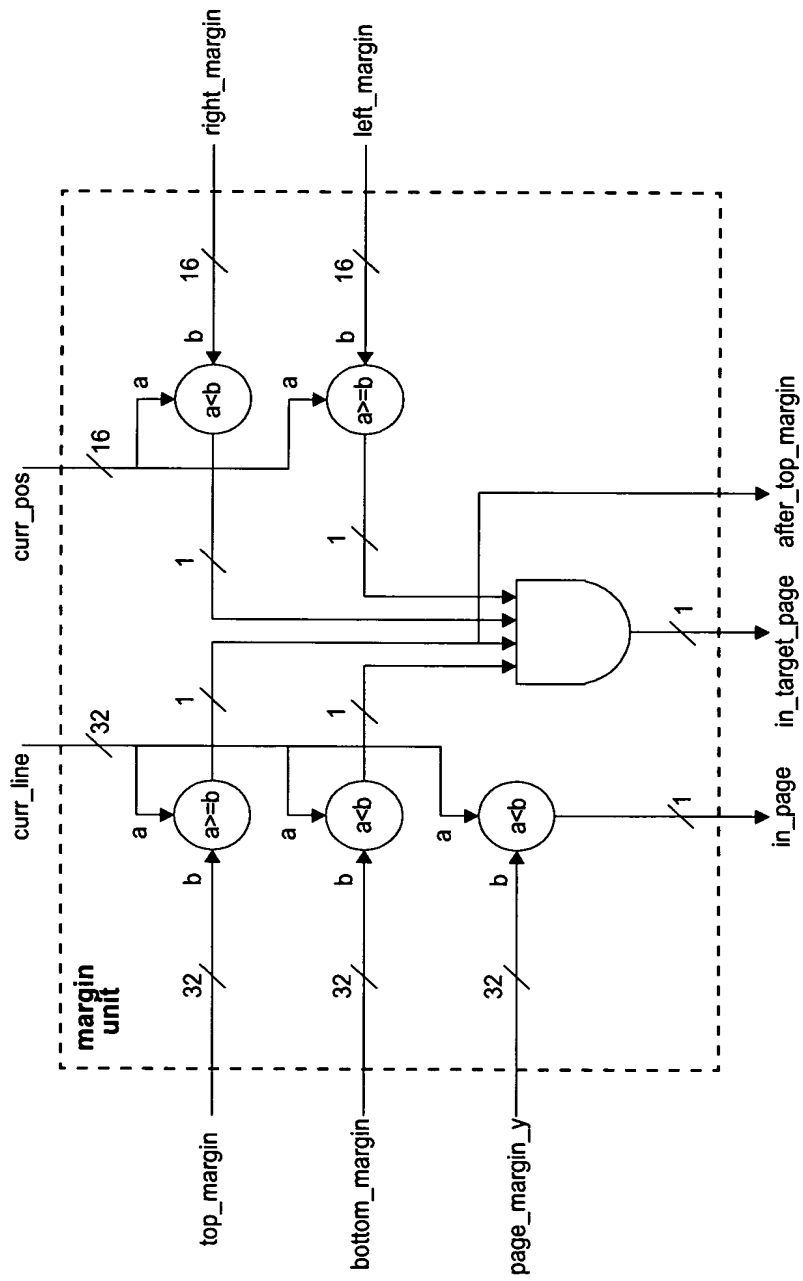 curr_line
curr_pos
margin
unit
32
16
top_margin
32
b
a
a>=b
1
1
a
a<b
b
16
right_margin
bottom_margin
32
b
a
a<b
1
1
a
a>=b
b
16
left_margin
page_margin_y
32
b
a
a<b
1
1
in_page
in_target_page
after_top_margin